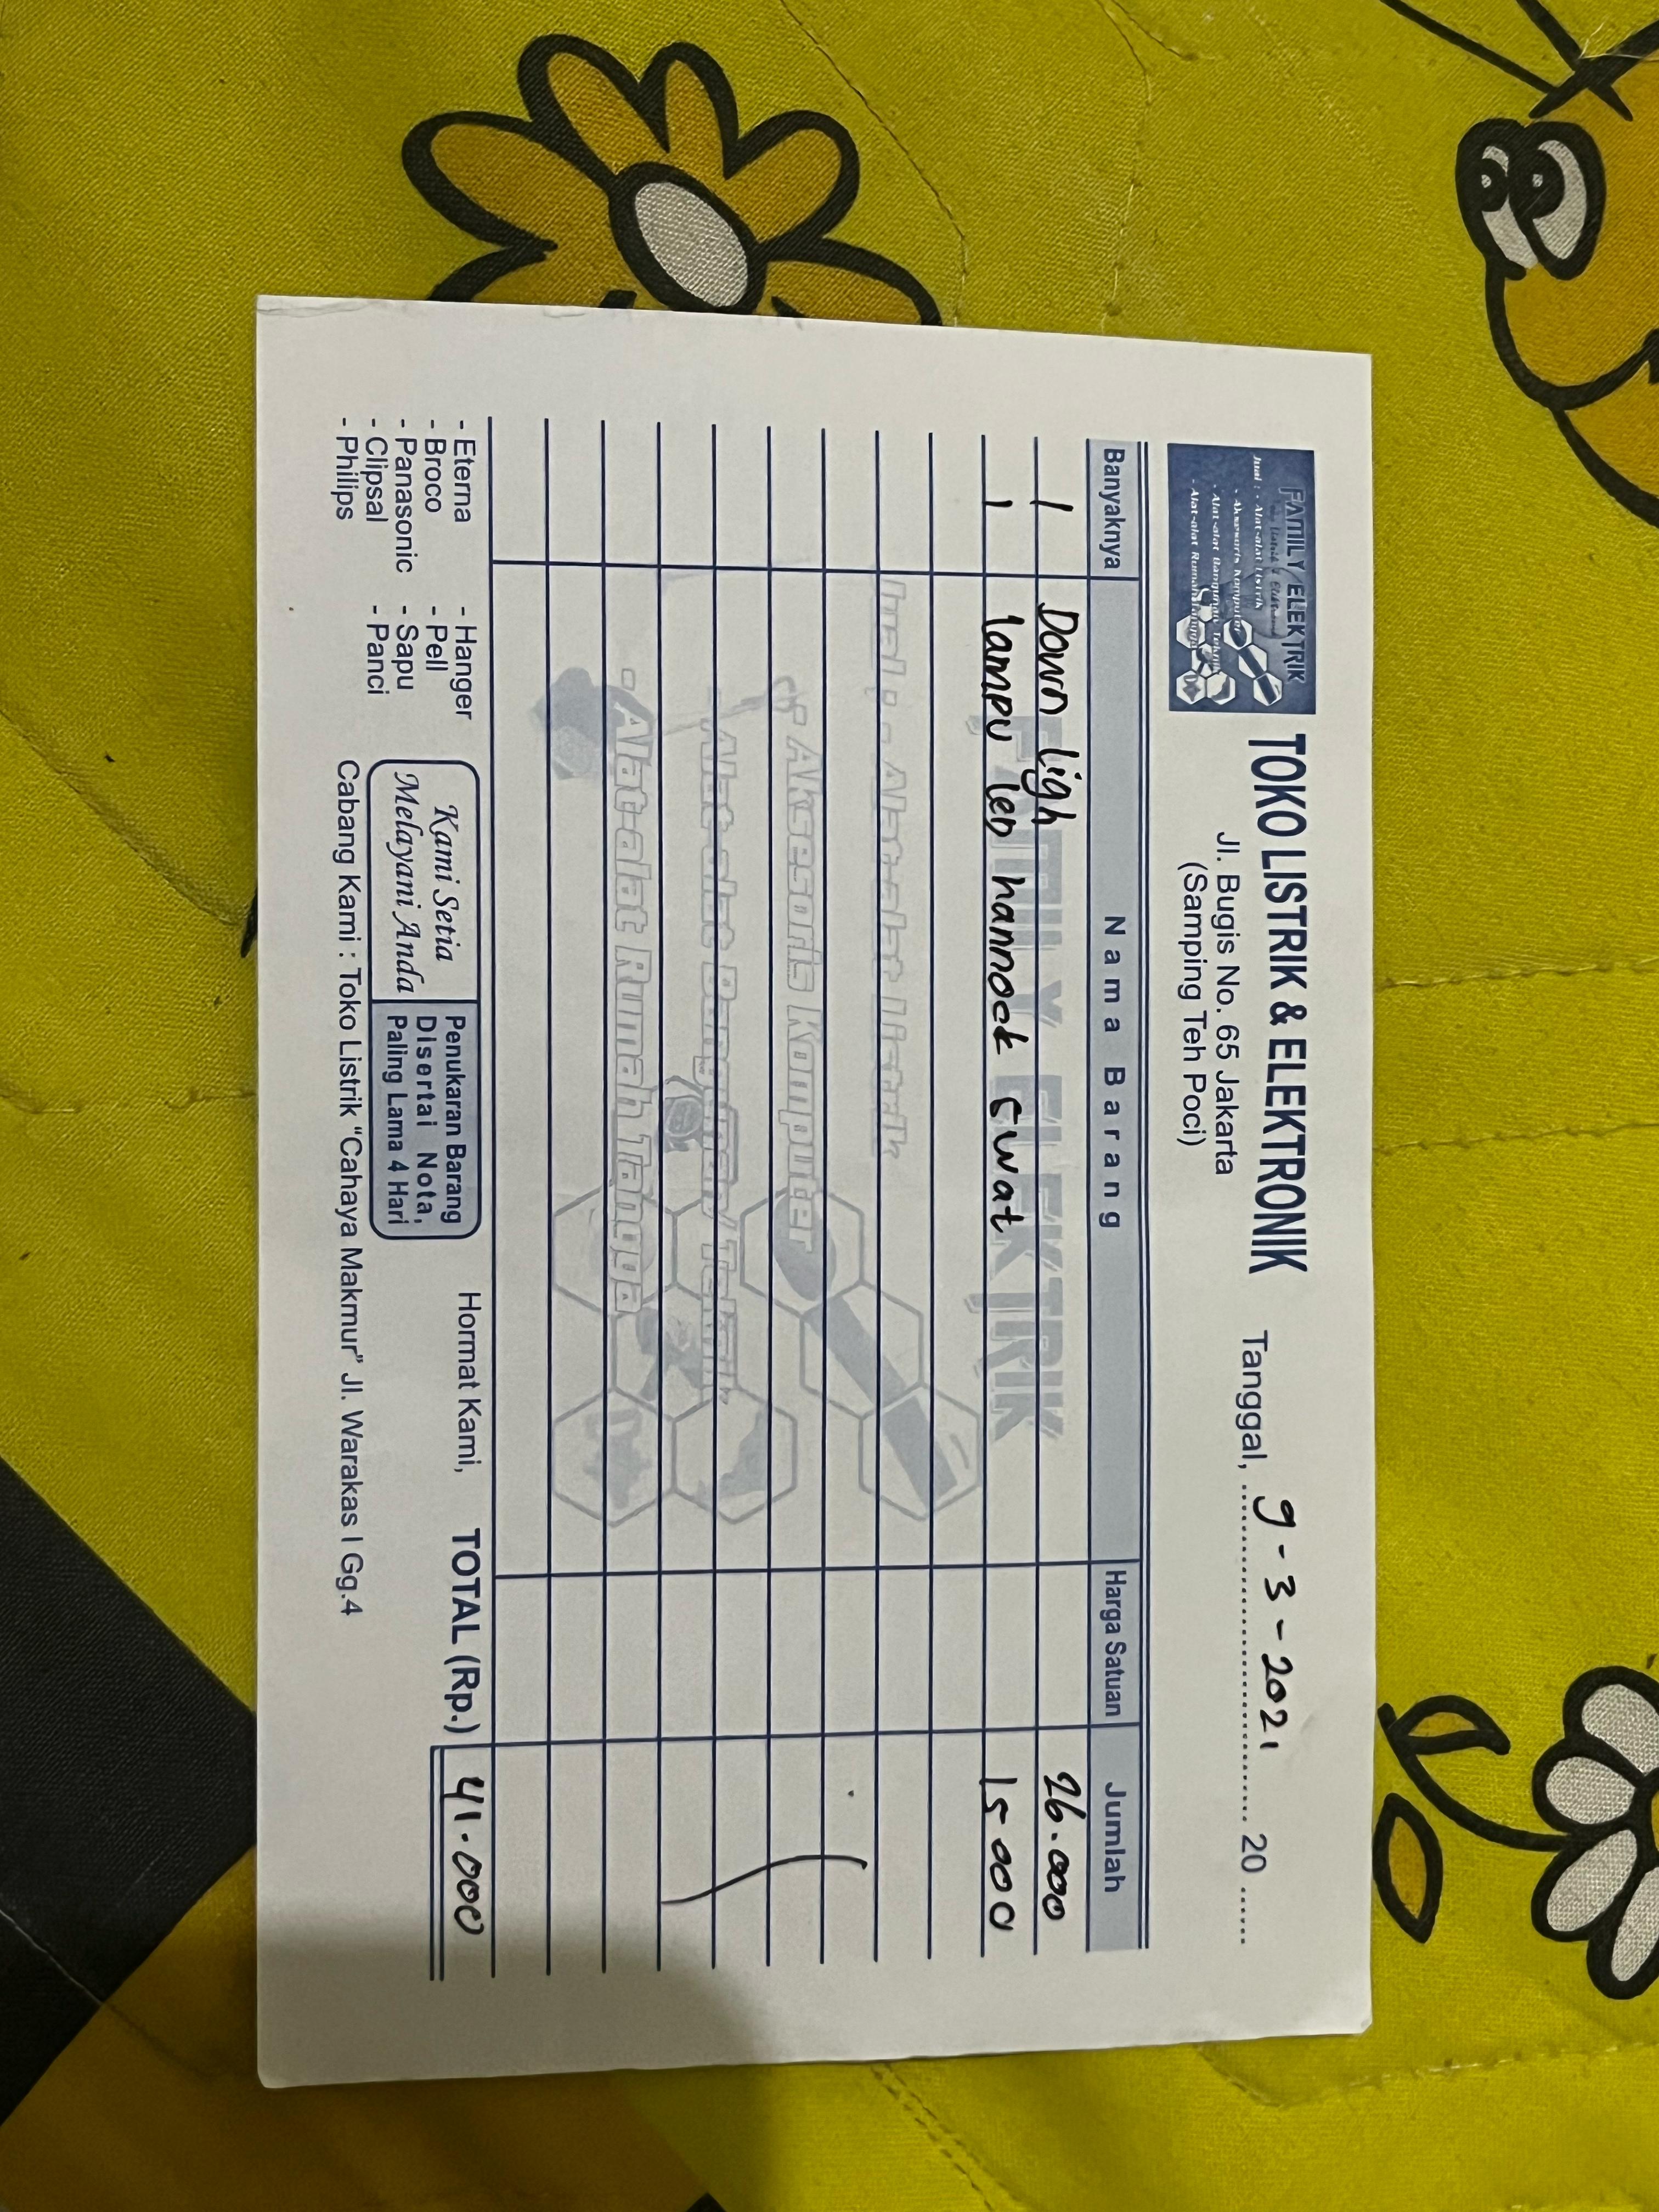 FAMILY ELEKTRIK
Jual : - Alat-alat Listrik
- Aksesoris Komputer
- Alat-alat Bangunan/ Teknik
- Alat-alat Rumah Tangga
TOKO LISTRIK & ELEKTRONIK
Jl. Bugis No. 65 Jakarta
(Samping Teh Poci)
Tanggal, 9 - 3 - 2021 20
Banyaknya Nama Barang Harga Satuan Jumlah
1 Down Ligh 26.000
1 lampu led hannock 5 wat 15.000
FAMILY ELEKTRIK
Jual : - Alat-alat listrik
- Aksesoris Komputer
- Alat-alat Bangunan/ Teknik
- Alat-alat Rumah Tangga
- Eterna
- Broco
- Panasonic
- Clipsal
- Philips
- Hanger
- Pell
- Sapu
- Panci
Kami Setia
Melayani Anda
Penukaran Barang
Disertai Nota,
Paling Lama 4 Hari
Hormat Kami,
TOTAL (Rp.) 41.000
Cabang Kami : Toko Listrik “Cahaya Makmur” Jl. Warakas I Gg.4